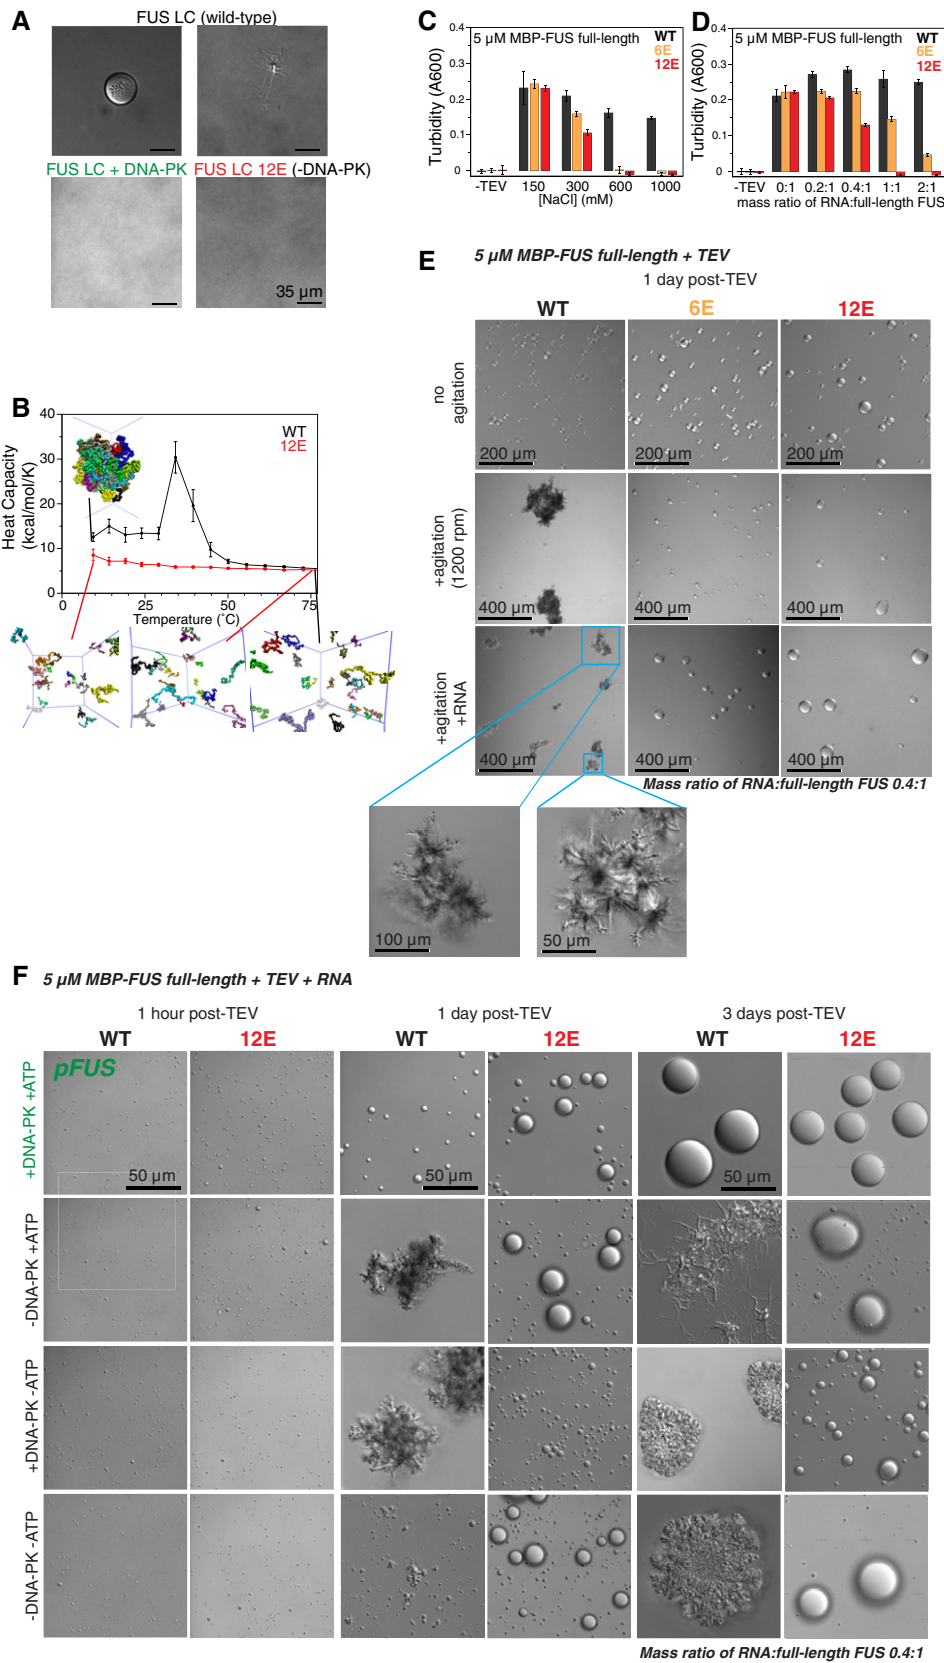 A
FUS LC (wild-type)
FUS LC + DNA-PK
FUS LC 12E (-DNA-PK)
35 µm
B
40
30
20
10
0
Heat Capacity
(kcal/mol/K)
WT
12E
0 25 50 75
Temperature (˚C)
C
5 µM MBP-FUS full-length
WT
6E
12E
Turbidity (A600)
0.4
0.3
0.2
0.1
0
-TEV 150 300 600 1000
[NaCl] (mM)
D
5 µM MBP-FUS full-length
WT
6E
12E
Turbidity (A600)
0.4
0.3
0.2
0.1
0
-TEV 0:1 0.2:1 0.4:1 1:1 2:1
mass ratio of RNA:full-length FUS
E
5 µM MBP-FUS full-length + TEV
1 day post-TEV
WT 6E 12E
no
agitation
200 µm 200 µm 200 µm
+agitation
(1200 rpm)
400 µm 400 µm 400 µm
+agitation
+RNA
400 µm 400 µm 400 µm
Mass ratio of RNA:full-length FUS 0.4:1
100 µm 50 µm
F
5 µM MBP-FUS full-length + TEV + RNA
1 hour post-TEV 1 day post-TEV 3 days post-TEV
WT 12E WT 12E WT 12E
+DNA-PK +ATP
pFUS
50 µm 50 µm 50 µm
-DNA-PK +ATP
+DNA-PK -ATP
-DNA-PK -ATP
Mass ratio of RNA:full-length FUS 0.4:1